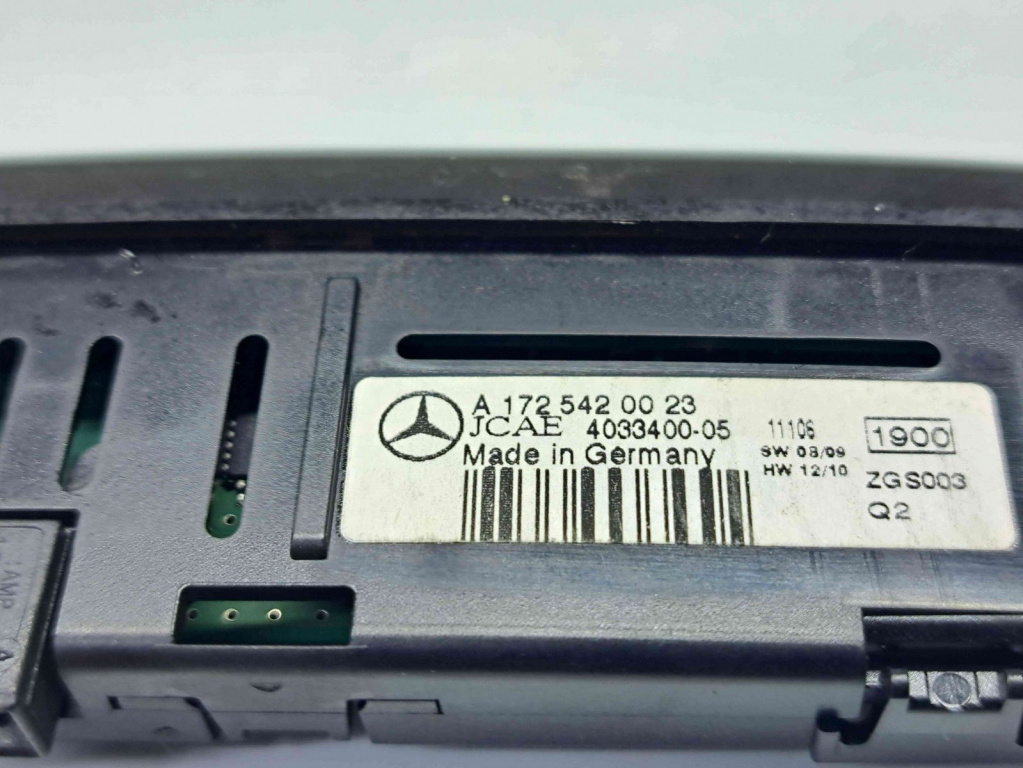 A 172 542 00 23
JCAE 4033400-05
Made in Germany
11106
SW 08/09
HW 12/10
1900
ZGS003
Q2
AMP